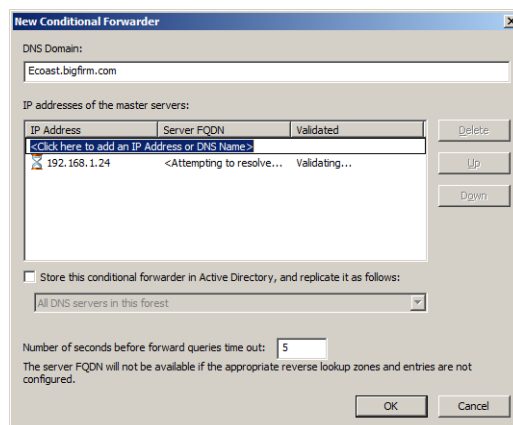 New Conditional Forwarder
DNS Domain:
Ecoast.bigfirm.com
IP addresses of the master servers:
IP Address Server FQDN Validated
<Click here to add an IP Address or DNS Name>
192.168.1.24 <Attempting to resolve... Validating...
Delete
Up
Down
Store this conditional forwarder in Active Directory, and replicate it as follows:
All DNS servers in this forest
Number of seconds before forward queries time out: 5
The server FQDN will not be available if the appropriate reverse lookup zones and entries are not
configured.
OK Cancel